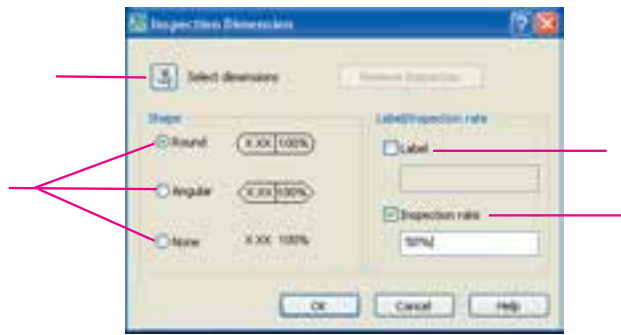 Inspection Dimension
Select dimensions
Remove Inspection
Shape
Label/Inspection rate
Round
X.XX 100%
Label
Angular
X.XX 100%
Inspection rate
None
X.XX 100%
50%
OK
Cancel
Help